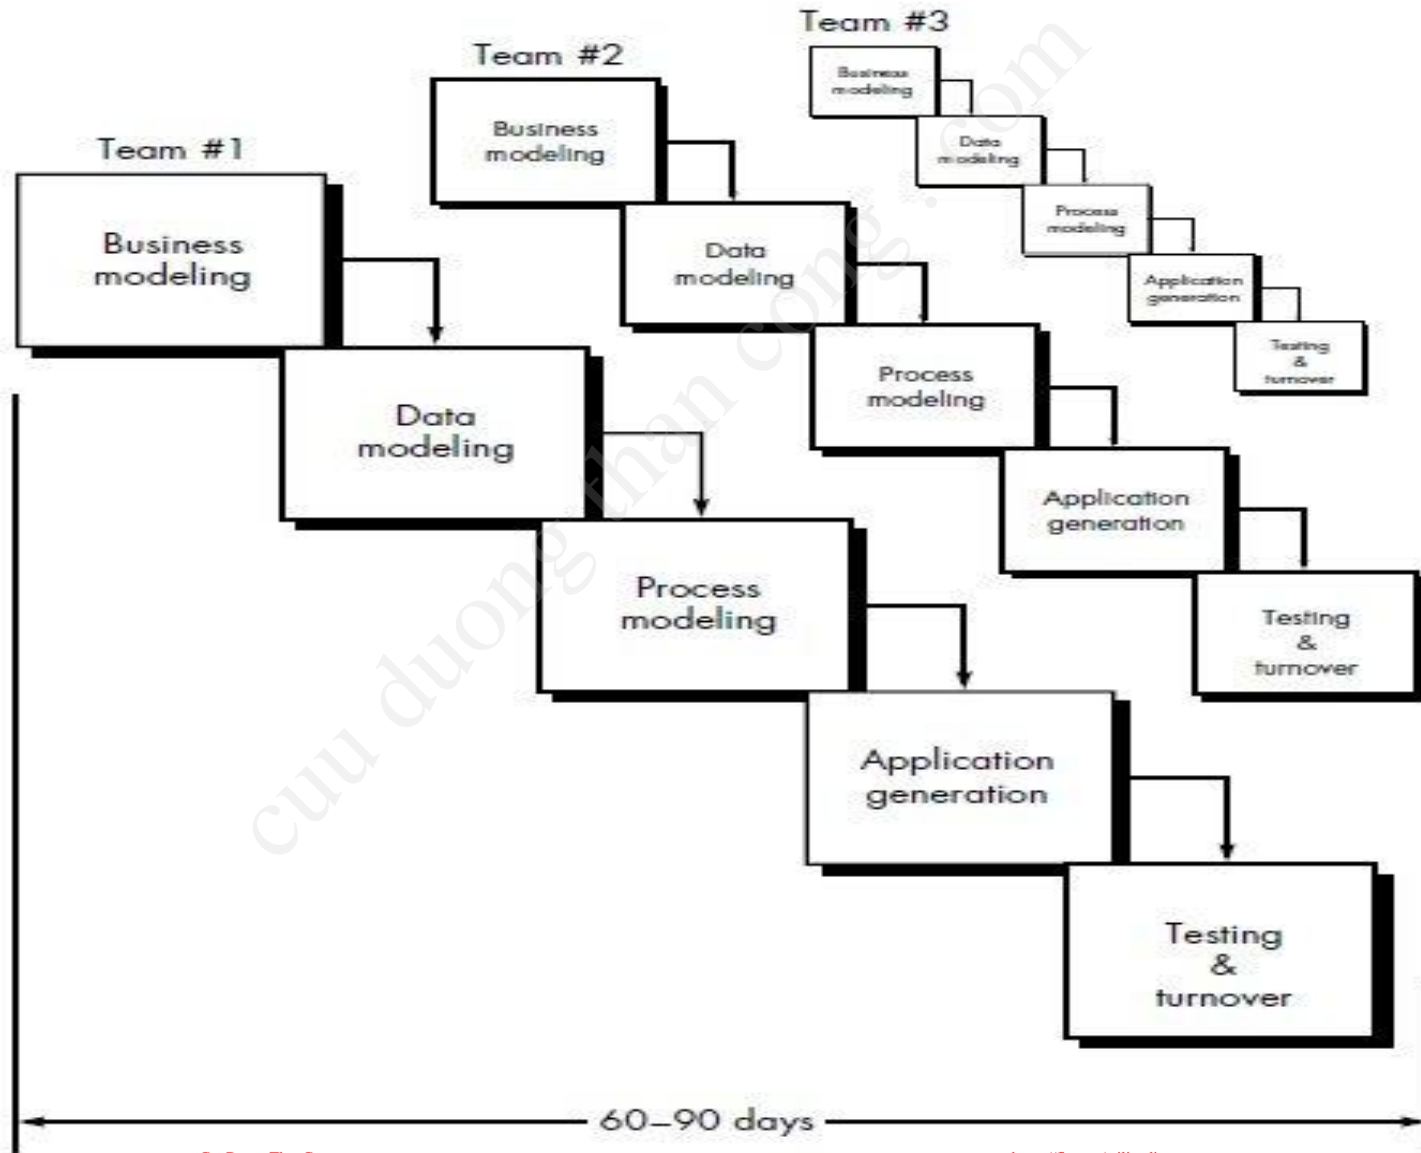 Team #3
Business
modeling
Data
modeling
Process
modeling
Application
generation
Testing
&
turnover
Team #2
Business
modeling
Data
modeling
Process
modeling
Application
generation
Testing
&
turnover
Team #1
Business
modeling
Data
modeling
Process
modeling
Application
generation
Testing
&
turnover
60–90 days
cuu duong than cong . com